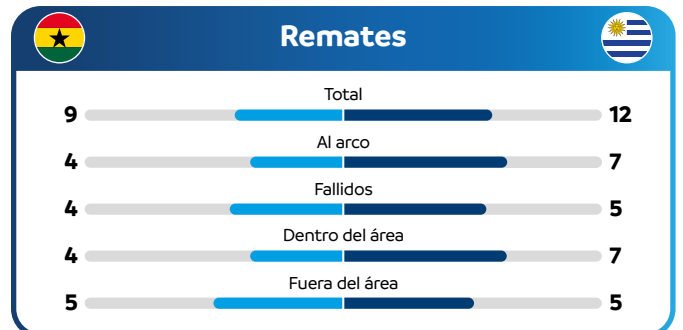 Remates
Total
9 12
Al arco
4 7
Fallidos
4 5
Dentro del área
4 7
Fuera del área
5 5